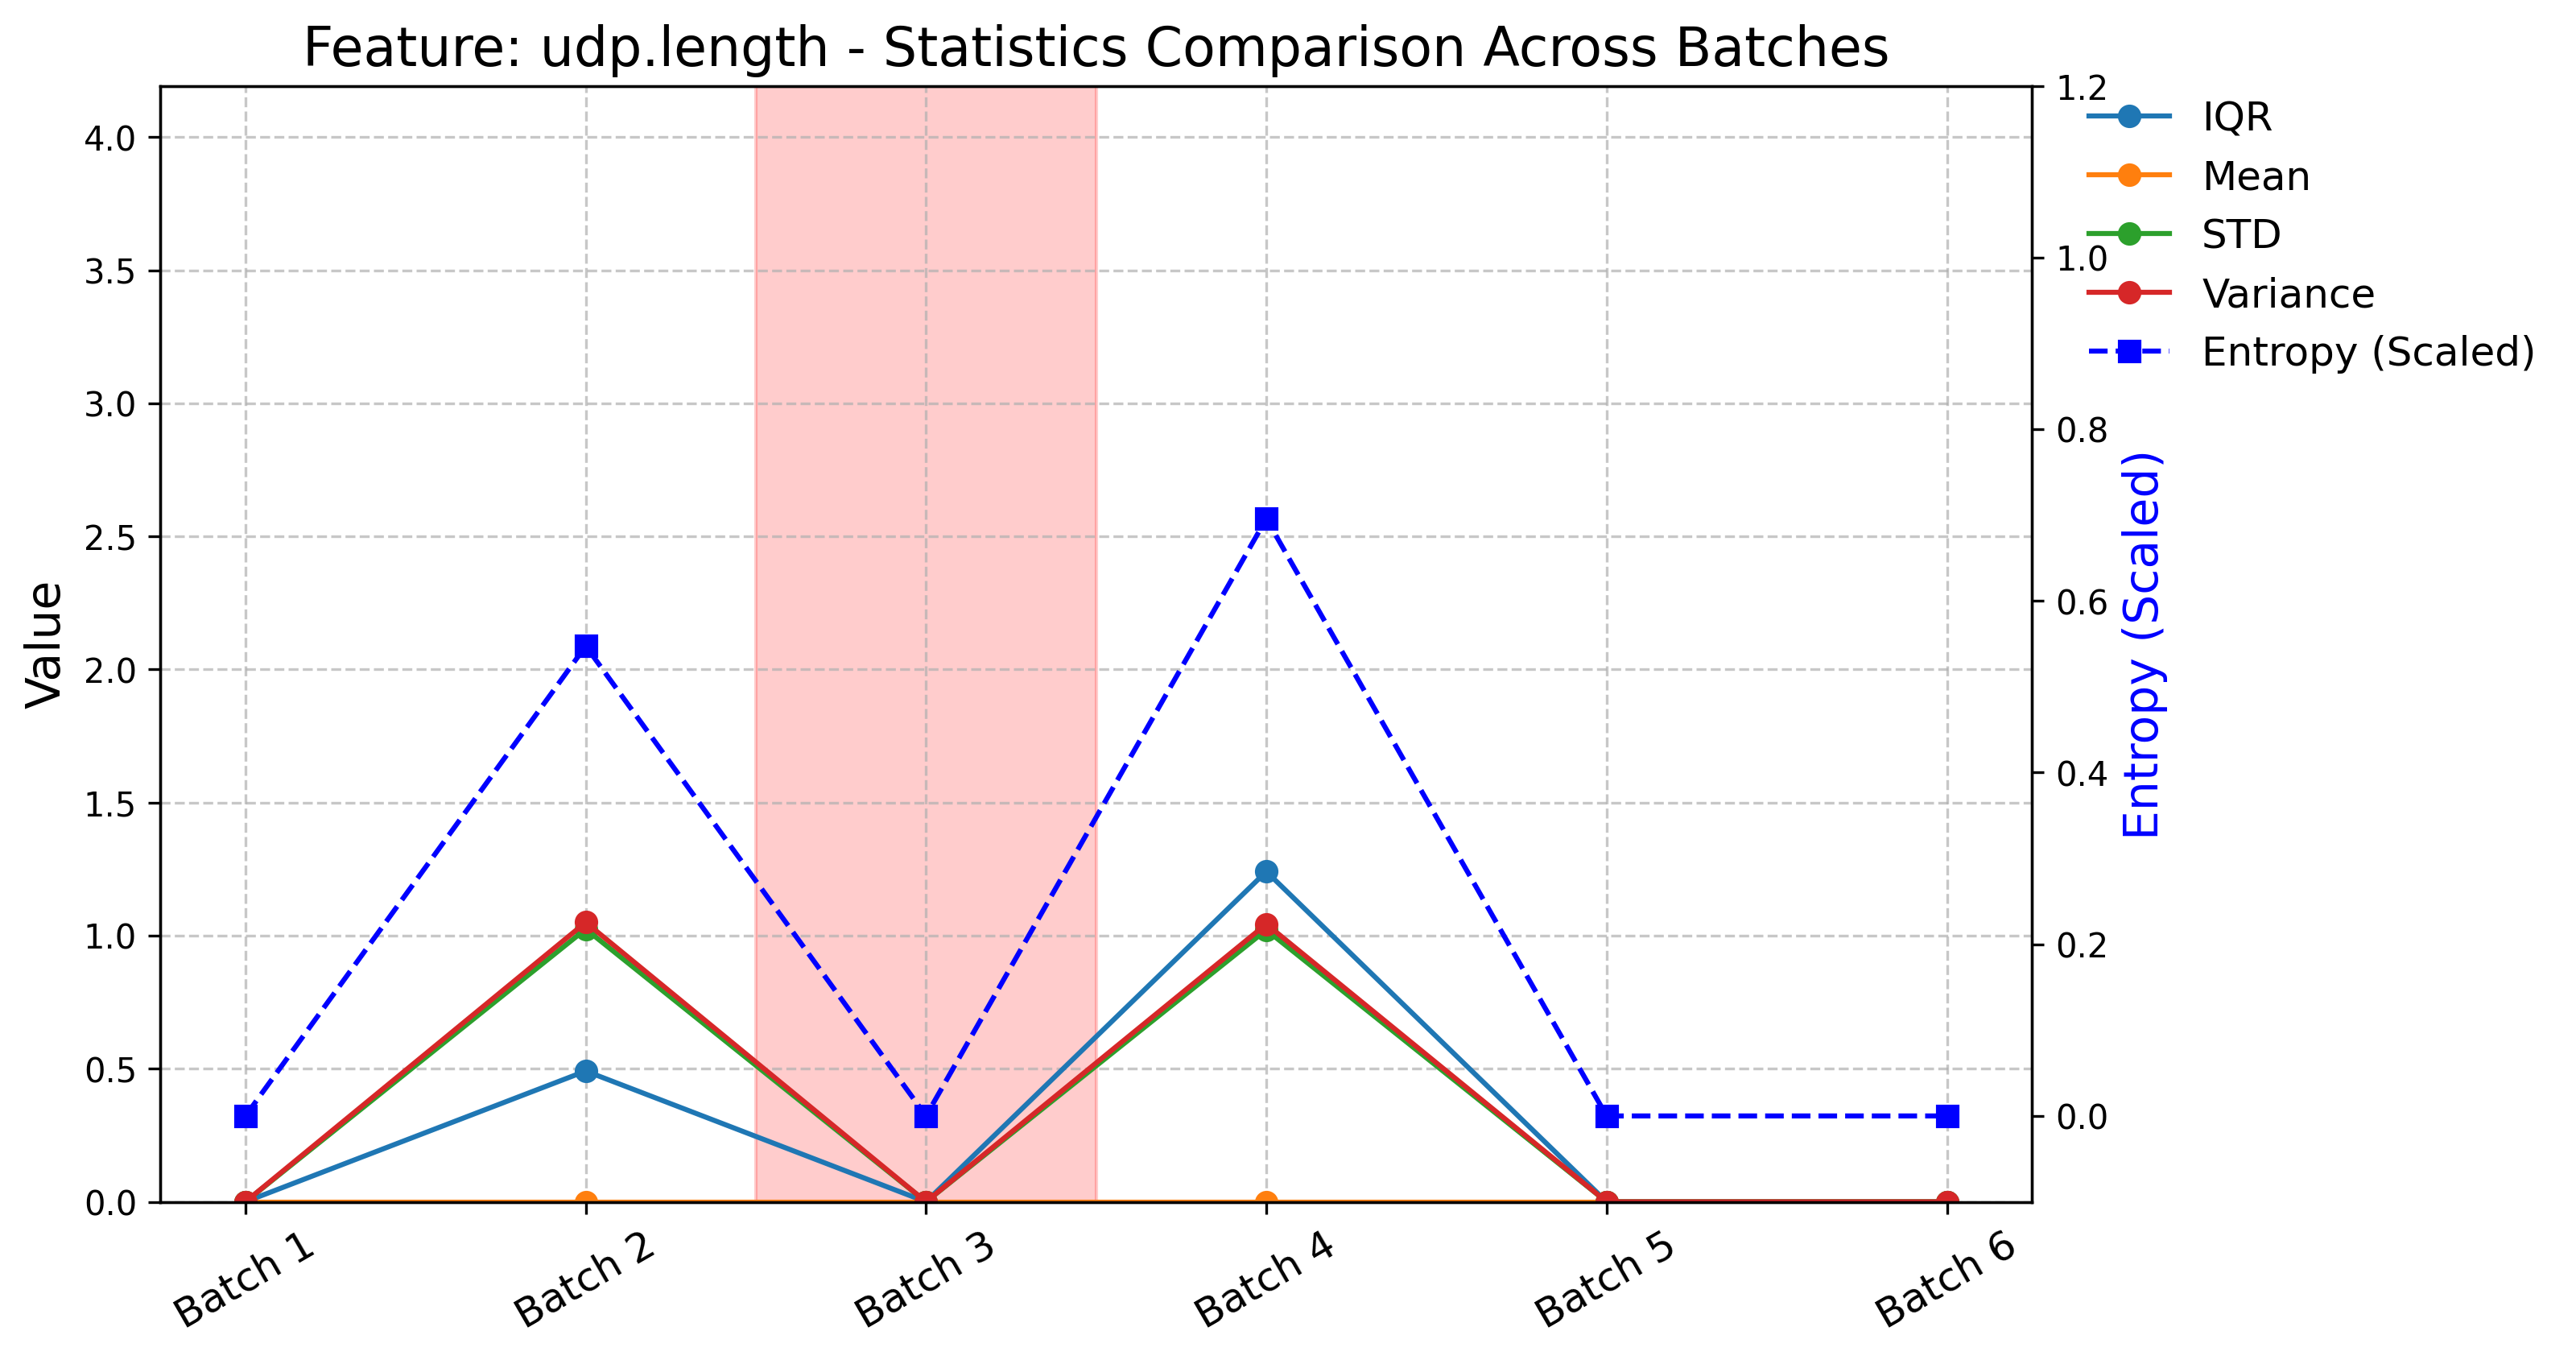 Feature: udp.length - Statistics Comparison Across Batches
Value
4.0
3.5
3.0
2.5
2.0
1.5
1.0
0.5
0.0
Batch 1
Batch 2
Batch 3
Batch 4
Batch 5
Batch 6
1.2
1.0
0.8
0.6
0.4
0.2
0.0
Entropy (Scaled)
IQR
Mean
STD
Variance
Entropy (Scaled)